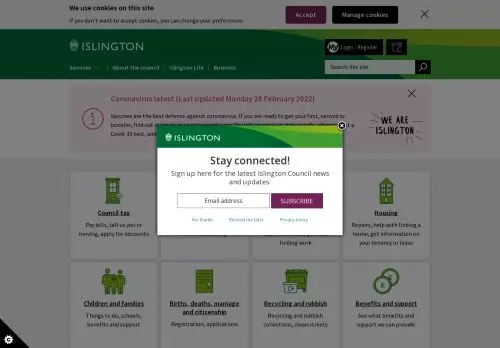 We use cookies on this site
If you don't want to accept cookies, you can change your preferences
Accept
Manage cookies
ISLINGTON
My Login | Register
Services
About the council
Islington Life
Business
Search this site
Coronavirus latest (Last updated Monday 28 February 2022)
Vaccines are the best defence against coronavirus. If you are ready to get your first, second or
booster, find out
Covid-19 test, and
WE ARE
ISLINGTON
ISLINGTON
Stay connected!
Sign up here for the latest Islington Council news
and updates
Email address
SUBSCRIBE
No thanks
Remind me later
Privacy policy
Council tax
Pay bills, tell us you're
moving, apply for discounts
finding work
Housing
Repairs, help with finding a
home, get information on
your tenancy or lease
Children and families
Things to do, schools,
benefits and support
Births, deaths, marriage
and citizenship
Registration, applications
Recycling and rubbish
Recycling and rubbish
collections, clean streets
Benefits and support
See what benefits and
support we can provide.